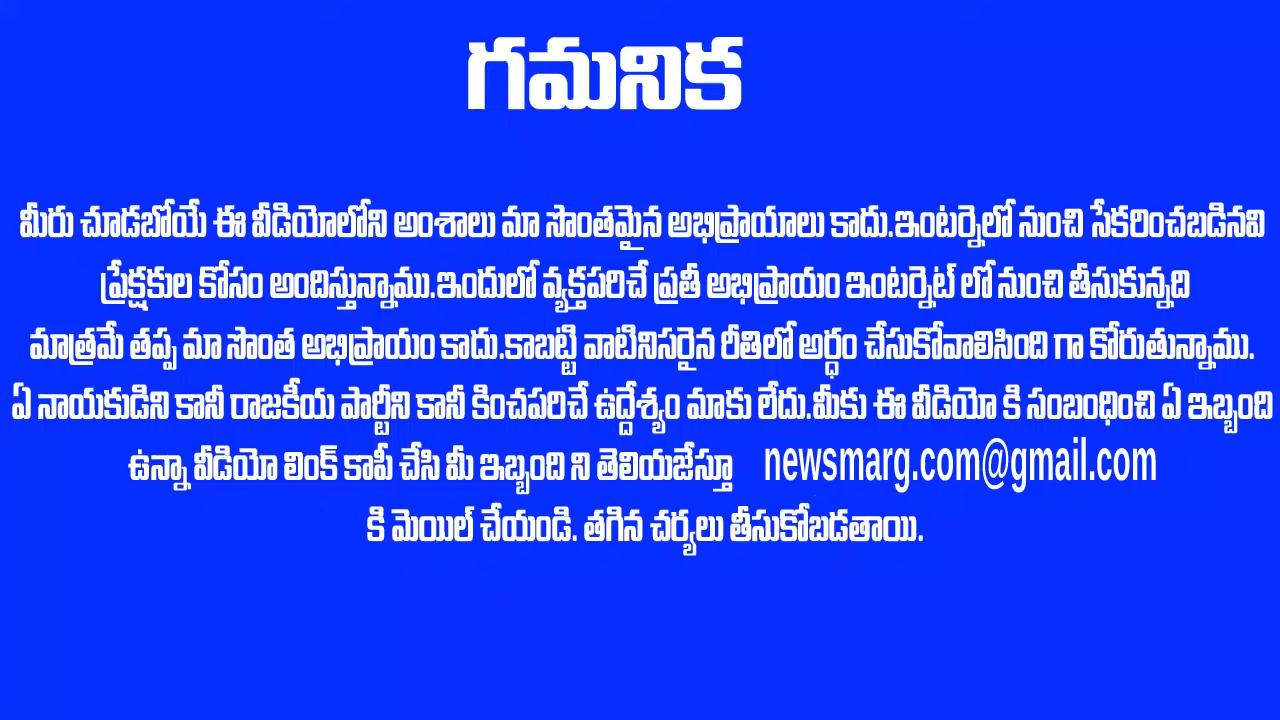 గమనిక
మీరు చూడబోయే ఈ వీడియోలోని అంశాలు మా సొంతమైన అభిప్రాయాలు కాదు.ఇంటర్నెలో నుంచి సేకరించబడినవి
ప్రేక్షకుల కోసం అందిస్తున్నాము.ఇందులో వ్యక్తపరిచే ప్రతీ అభిప్రాయం ఇంటర్నెట్ లో నుంచి తీసుకున్నది
మాత్రమే తప్ప మా సొంత అభిప్రాయం కాదు.కాబట్టి వాటినిసరైన రీతిలో అర్ధం చేసుకోవాలిసింది గా కోరుతున్నాము.
ఏ నాయకుడిని కానీ రాజకీయ పార్టీని కానీ కించపరిచే ఉద్దేశ్యం మాకు లేదు.మీకు ఈ వీడియో కి సంబంధించి ఏ ఇబ్బంది
ఉన్నా వీడియో లింక్ కాపీ చేసి మీ ఇబ్బంది ని తెలియజేస్తూ newsmarg.com@gmail.com
కి మెయిల్ చేయండి. తగిన చర్యలు తీసుకోబడతాయి.